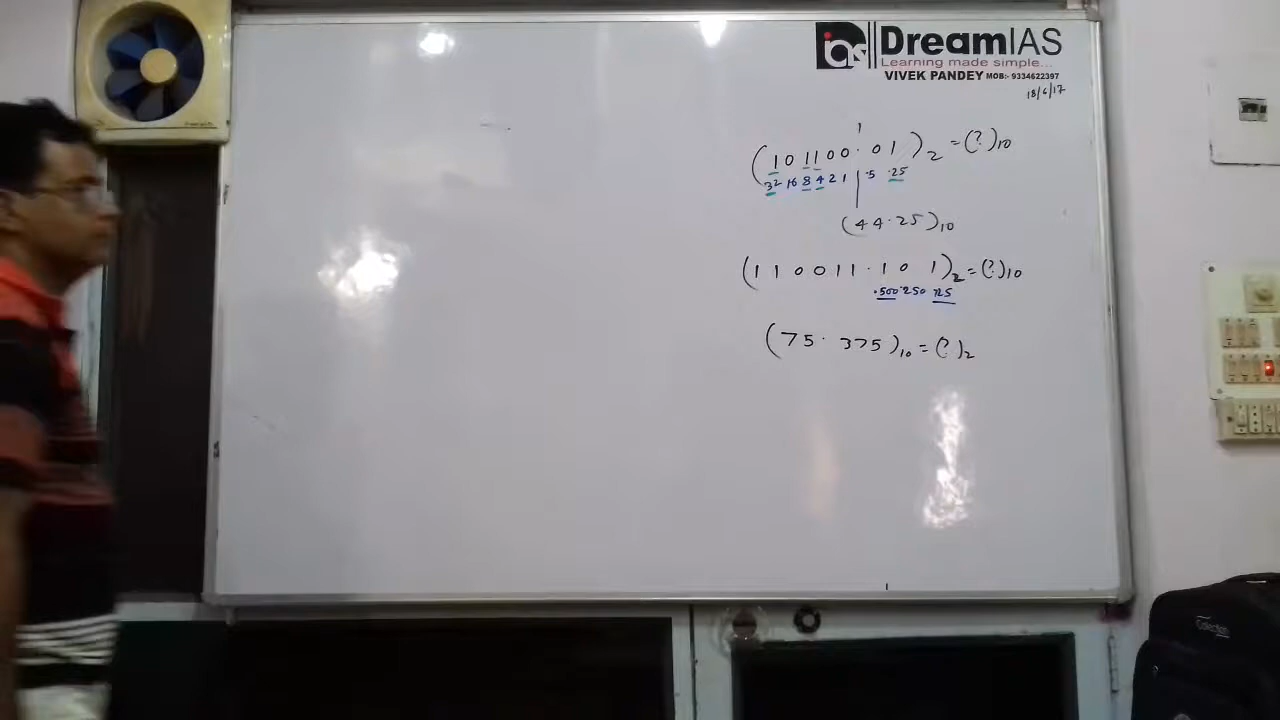 ias DreamIAS
Learning made simple...
VIVEK PANDEY MOB:- 9334622397
18/6/17
(101100.01)₂ = (?)₁₀
32 16 8 4 2 1 .5 .25
(44.25)₁₀
(110011.101)₂ = (?)₁₀
.500 .250 125
(75.375)₁₀ = (?)₂